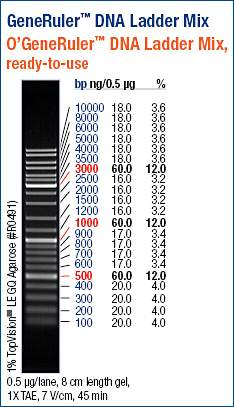 GeneRuler™ DNA Ladder Mix
O'GeneRuler™ DNA Ladder Mix,
ready-to-use
bp ng/0.5 µg %
10000 18.0 3.6
8000 18.0 3.6
6000 18.0 3.6
5000 18.0 3.6
4000 18.0 3.6
3500 18.0 3.6
3000 60.0 12.0
2500 16.0 3.2
2000 16.0 3.2
1500 16.0 3.2
1200 16.0 3.2
1000 60.0 12.0
900 17.0 3.4
800 17.0 3.4
700 17.0 3.4
600 17.0 3.4
500 60.0 12.0
400 20.0 4.0
300 20.0 4.0
200 20.0 4.0
100 20.0 4.0
1% TopVision™ LE GQ Agarose (#R0491)
0.5 µg/lane, 8 cm length gel,
1X TAE, 7 V/cm, 45 min